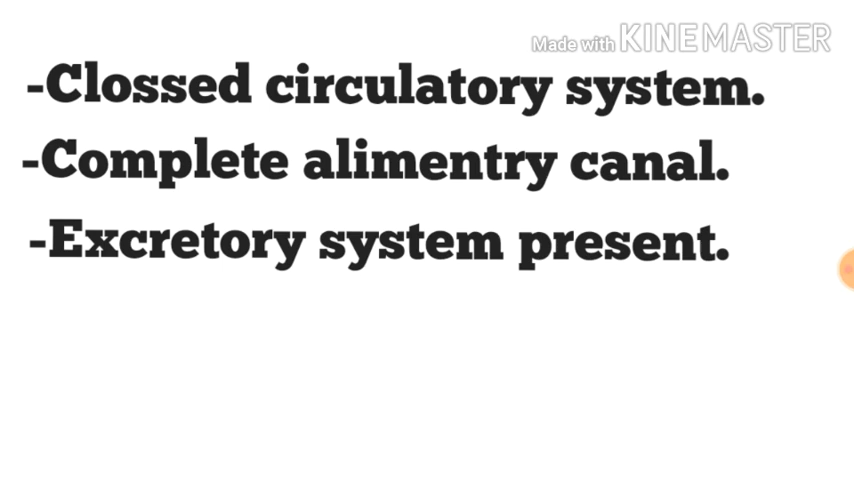 Made with KINEMASTER
-Clossed circulatory system.
-Complete alimentry canal.
-Excretory system present.